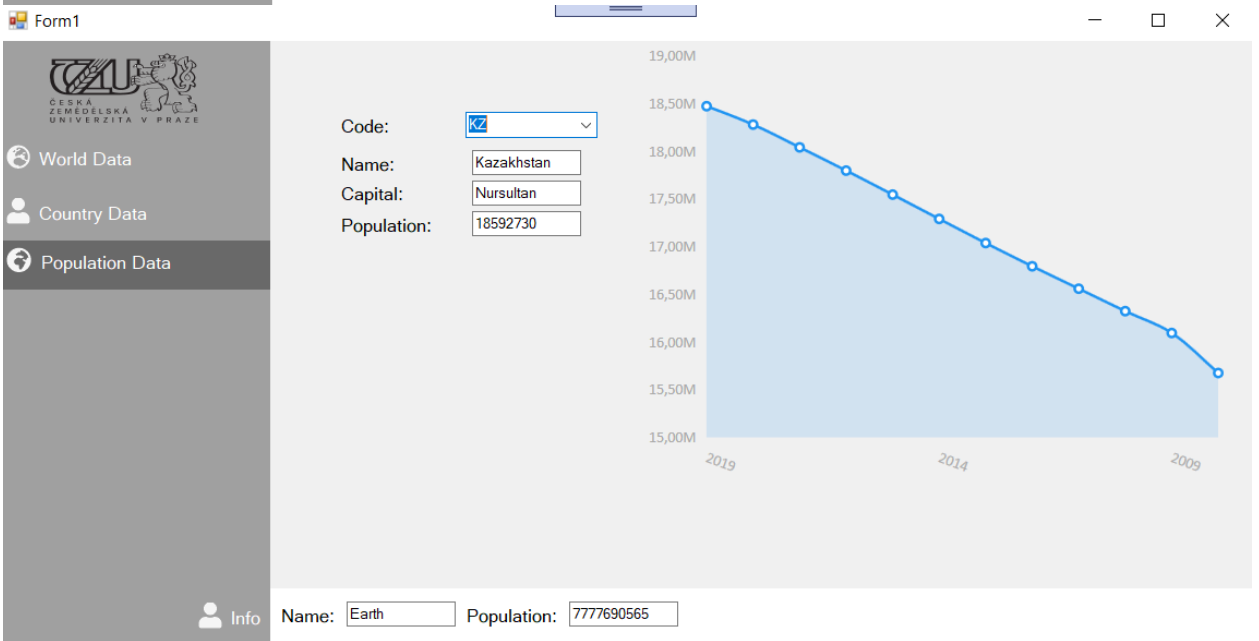 Form1
ČESKÁ
ZEMĚDĚLSKÁ
UNIVERZITA V PRAZE
World Data
Country Data
Population Data
Info
Code: KZ
Name: Kazakhstan
Capital: Nursultan
Population: 18592730
19,00M
18,50M
18,00M
17,50M
17,00M
16,50M
16,00M
15,50M
15,00M
2019 2014 2009
Name: Earth Population: 7777690565